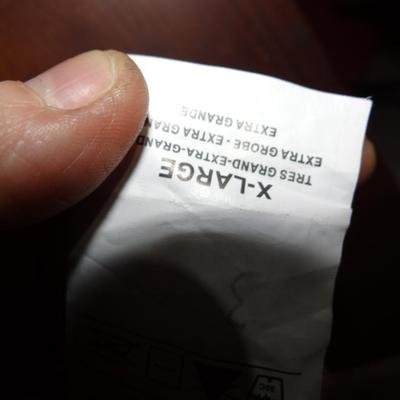 X-LARGE
TRES GRAND-EXTRA-GRAND
EXTRA GROBE - EXTRA GRAN
EXTRA GRANDE